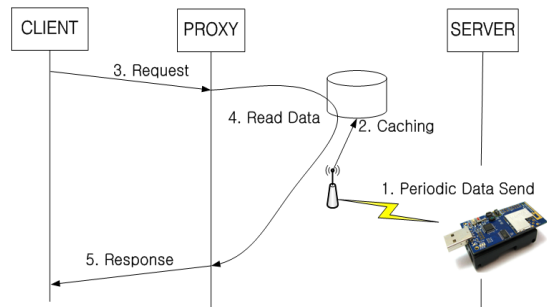 CLIENT
PROXY
SERVER
3. Request
4. Read Data
2. Caching
1. Periodic Data Send
5. Response